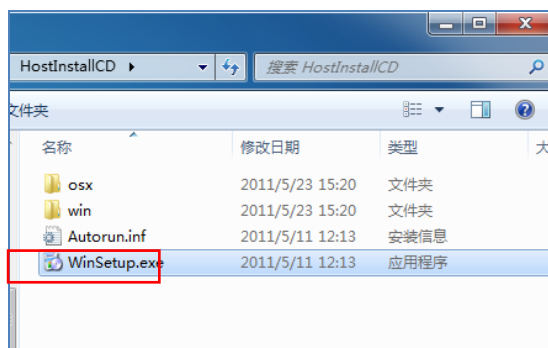 HostInstallCD
搜索 HostInstallCD
文件夹
名称 修改日期 类型 大
osx 2011/5/23 15:20 文件夹
win 2011/5/23 15:20 文件夹
Autorun.inf 2011/5/11 12:13 安装信息
WinSetup.exe 2011/5/11 12:13 应用程序